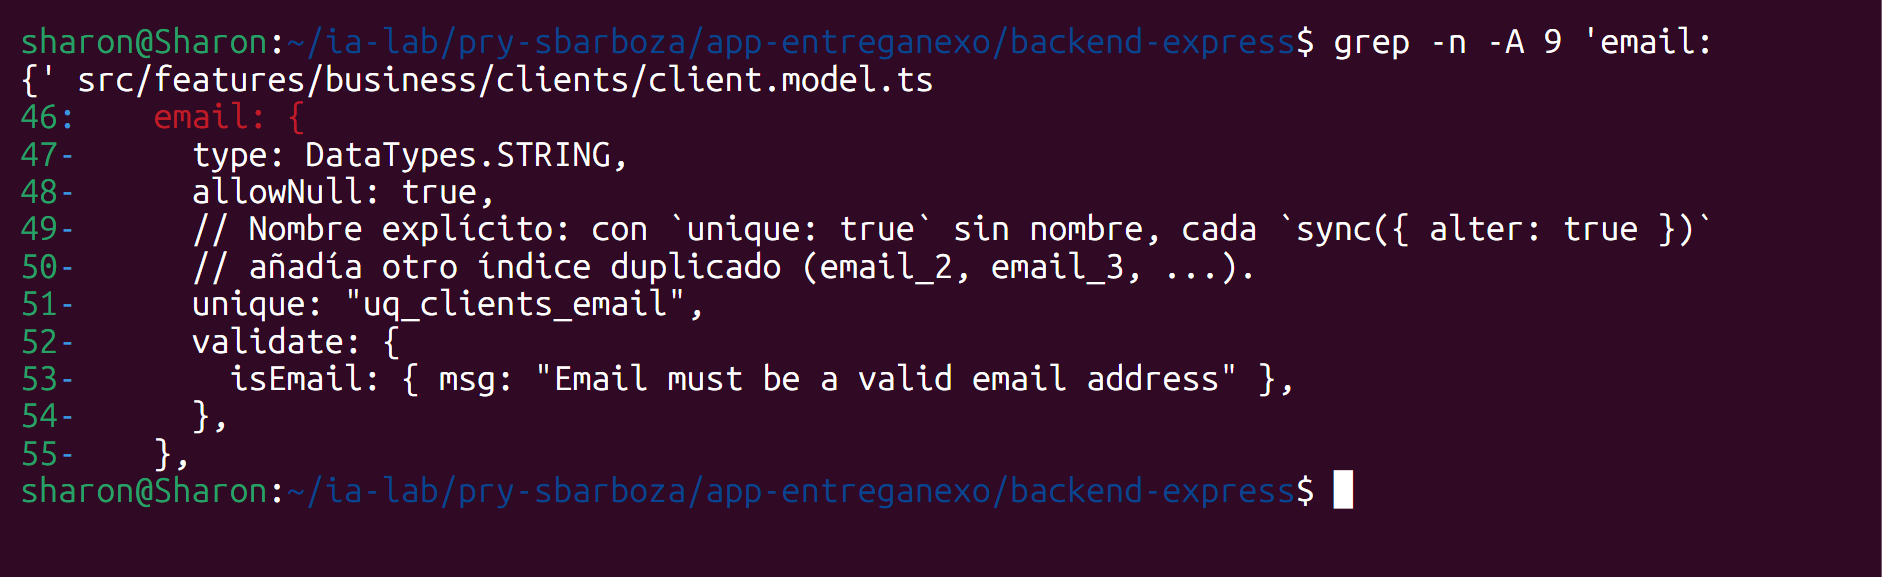 sharon@Sharon:~/ia-lab/pry-sbarboza/app-entreganexo/backend-express$ grep -n -A 9 'email:
{' src/features/business/clients/client.model.ts
46:    email: {
47-      type: DataTypes.STRING,
48-      allowNull: true,
49-      // Nombre explícito: con `unique: true` sin nombre, cada `sync({ alter: true })`
50-      // añadía otro índice duplicado (email_2, email_3, ...).
51-      unique: "uq_clients_email",
52-      validate: {
53-        isEmail: { msg: "Email must be a valid email address" },
54-      },
55-    },
sharon@Sharon:~/ia-lab/pry-sbarboza/app-entreganexo/backend-express$